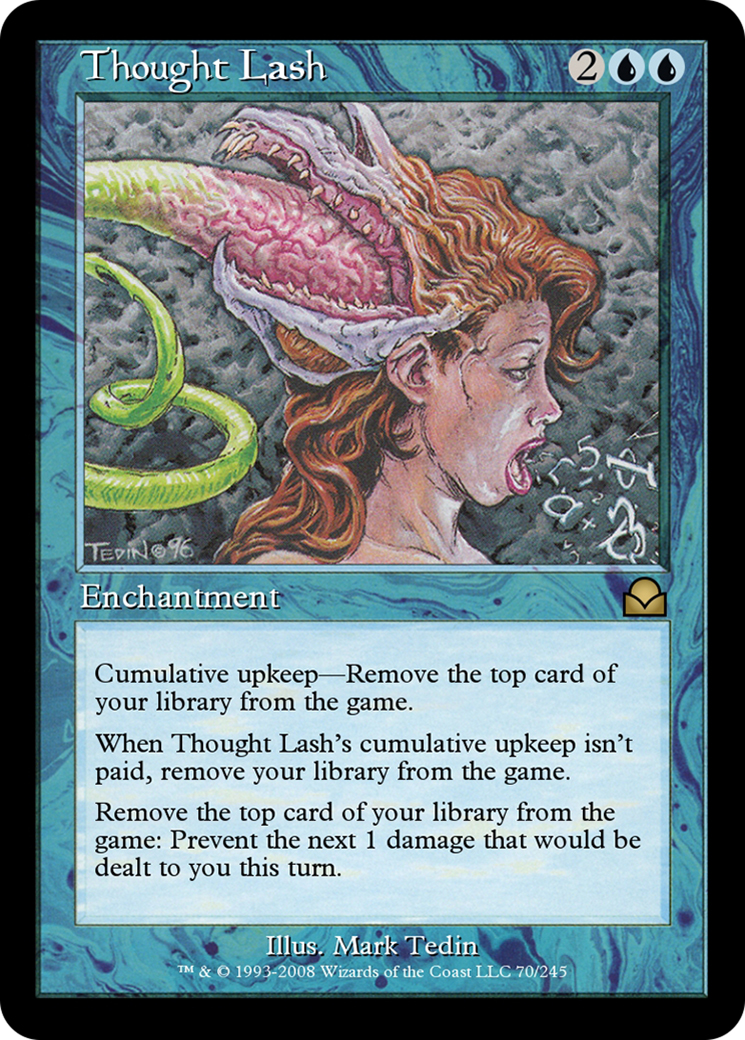 Thought Lash 2
TEDIN © 96
Enchantment
Cumulative upkeep—Remove the top card of
your library from the game.
When Thought Lash's cumulative upkeep isn't
paid, remove your library from the game.
Remove the top card of your library from the
game: Prevent the next 1 damage that would be
dealt to you this turn.
Illus. Mark Tedin
™ & © 1993-2008 Wizards of the Coast LLC 70/245